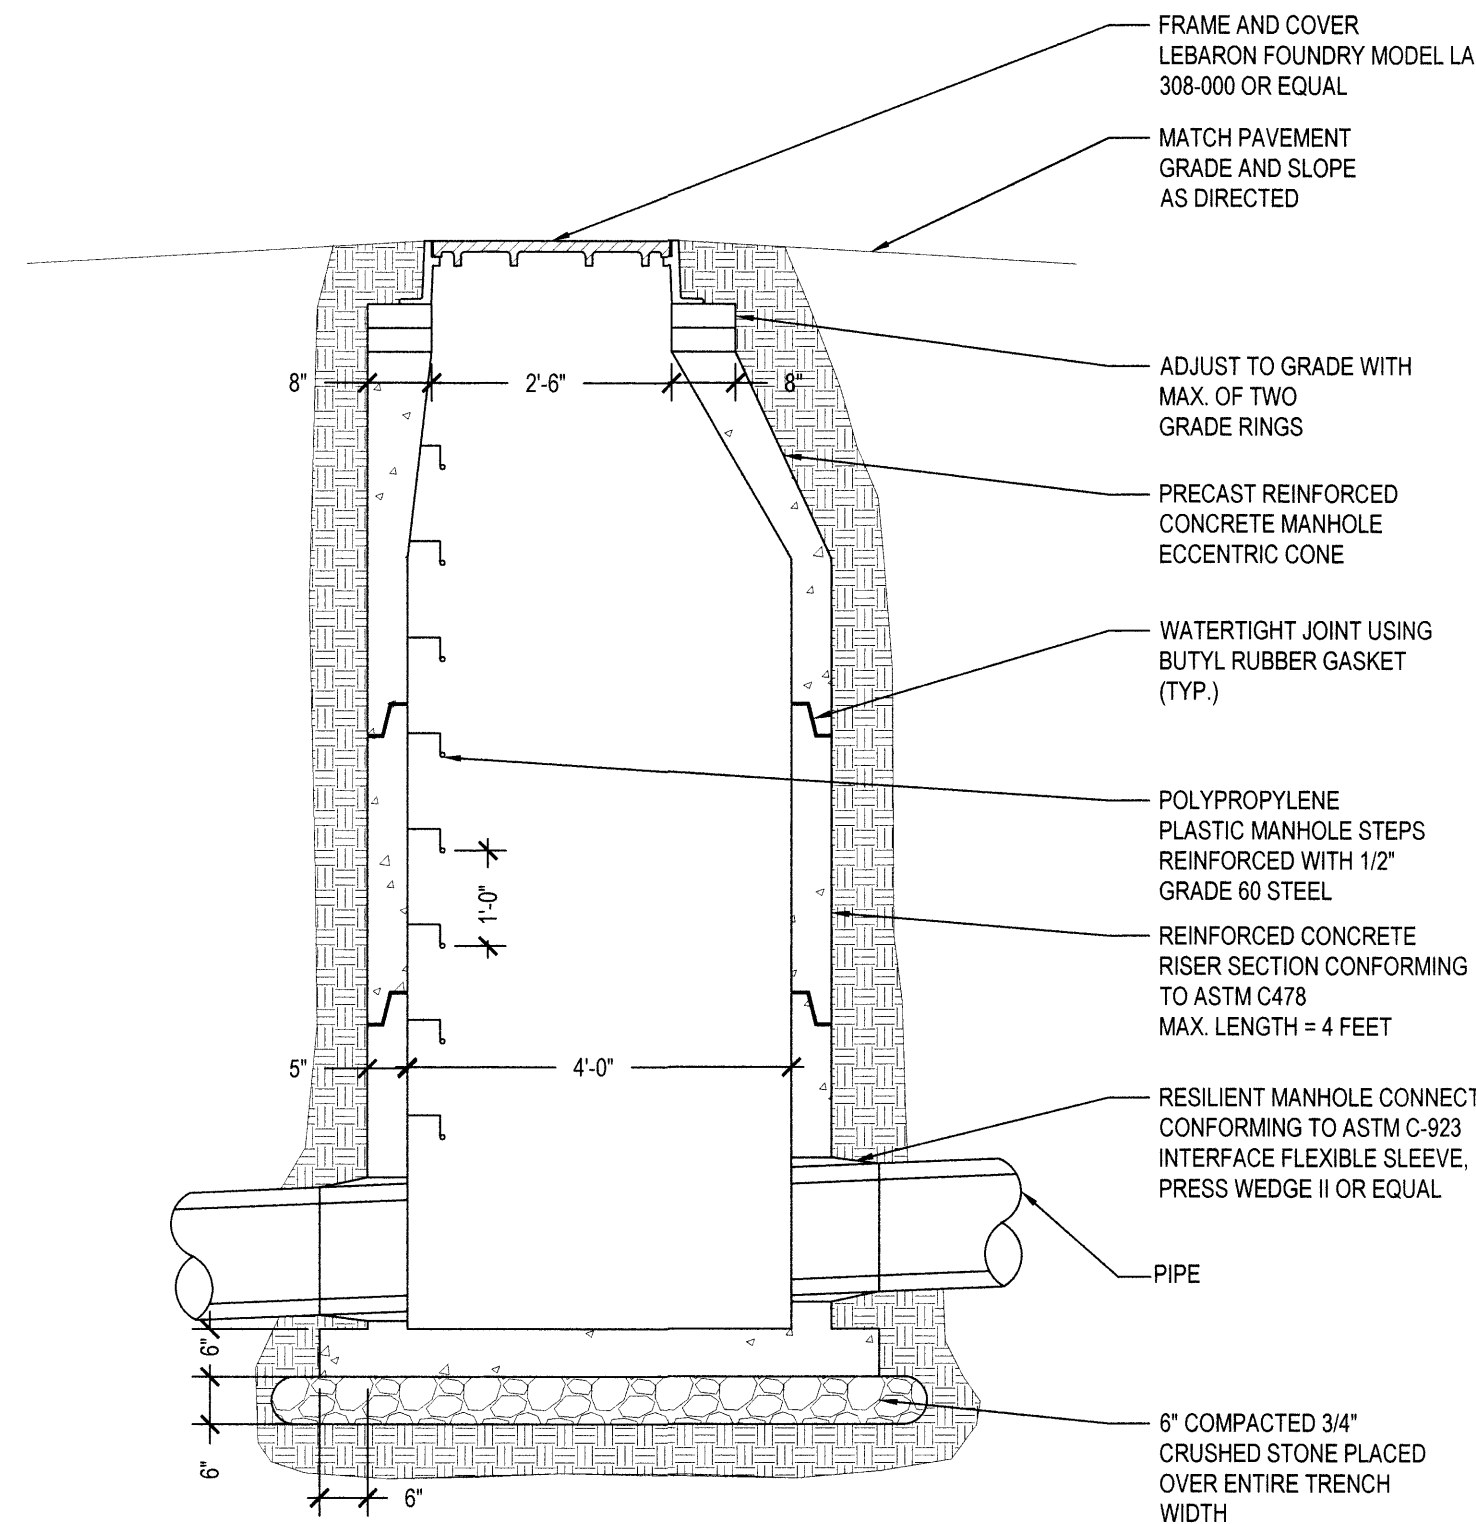 FRAME AND COVER
LEBARON FOUNDRY MODEL LA
308-000 OR EQUAL
MATCH PAVEMENT
GRADE AND SLOPE
AS DIRECTED
ADJUST TO GRADE WITH
MAX. OF TWO
GRADE RINGS
8"
2'-6"
8"
PRECAST REINFORCED
CONCRETE MANHOLE
ECCENTRIC CONE
WATERTIGHT JOINT USING
BUTYL RUBBER GASKET
(TYP.)
POLYPROPYLENE
PLASTIC MANHOLE STEPS
REINFORCED WITH 1/2"
GRADE 60 STEEL
1'-0"
REINFORCED CONCRETE
RISER SECTION CONFORMING
TO ASTM C478
MAX. LENGTH = 4 FEET
5"
4'-0"
RESILIENT MANHOLE CONNECT
CONFORMING TO ASTM C-923
INTERFACE FLEXIBLE SLEEVE,
PRESS WEDGE II OR EQUAL
PIPE
6"
6"
6"
6" COMPACTED 3/4"
CRUSHED STONE PLACED
OVER ENTIRE TRENCH
WIDTH